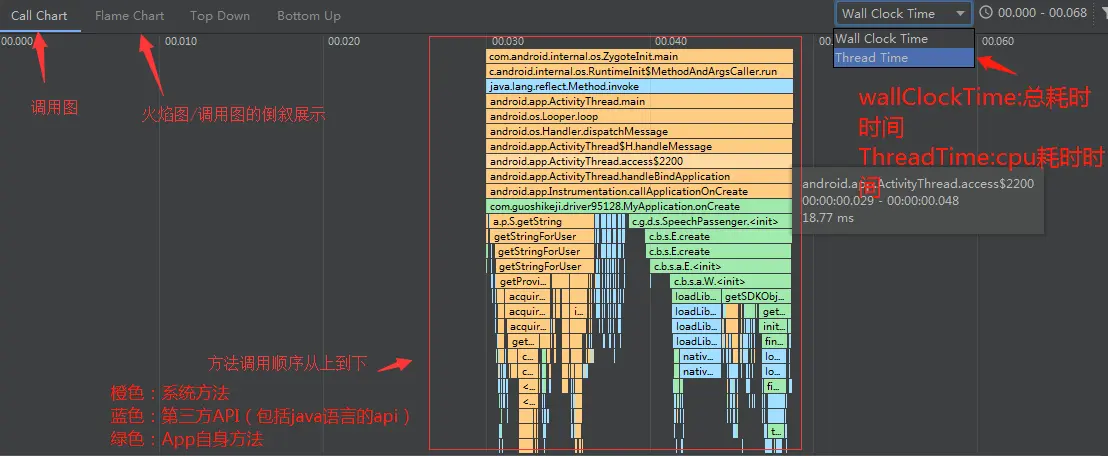 Call Chart Flame Chart Top Down Bottom Up Wall Clock Time 00.000 - 00.068
Wall Clock Time
Thread Time
00.000 00.010 00.020 00.030 00.040 00.060
调用图
火焰图/调用图的倒叙展示
wallClockTime:总耗时
时间
ThreadTime:cpu耗时时
间
com.android.internal.os.ZygoteInit.main
c.android.internal.os.RuntimeInit$MethodAndArgsCaller.run
java.lang.reflect.Method.invoke
android.app.ActivityThread.main
android.os.Looper.loop
android.os.Handler.dispatchMessage
android.app.ActivityThread$H.handleMessage
android.app.ActivityThread.access$2200
android.app.ActivityThread.handleBindApplication
android.app.Instrumentation.callApplicationOnCreate
com.guoshikeji.driver95128.MyApplication.onCreate
android.app.ActivityThread.access$2200
00:00:00.029 - 00:00:00.048
18.77 ms
a.p.S.getString c.g.d.s.SpeechPassenger.<init>
getStringForUser c.b.s.E.create
getStringForUser c.b.s.E.create
getStringForUser c.b.s.a.E.<init>
getProvi... c.b.s.a.W.<init>
acquir... loadLib... getSDKObj...
acquir... i... loadLib... get...
acquir... loadLib... init...
get... loadLib... fin...
c... nativ... lo...
c... nativ... lo...
<... fi...
<...
t...
方法调用顺序从上到下
橙色：系统方法
蓝色：第三方API（包括java语言的api）
绿色：App自身方法